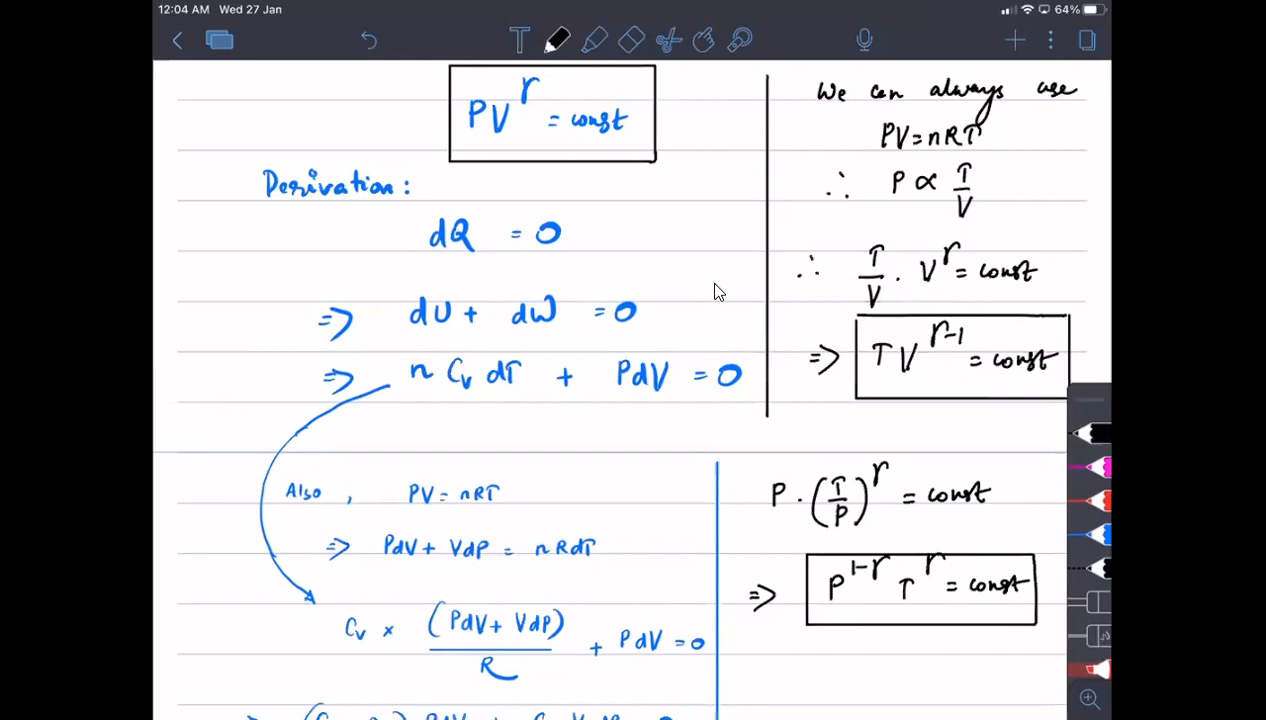 12:04 AM Wed 27 Jan
64%
PV^γ = const
Derivation:
dQ = 0
=> dU + dW = 0
=> n Cv dT + PdV = 0
Also, PV = nRT
=> PdV + VdP = nRdT
Cv × (PdV + VdP)/R + PdV = 0
We can always use
PV = nRT
∴ P ∝ T/V
∴ T/V . V^γ = const
=> TV^γ-1 = const
P . (T/P)^γ = const
=> P^1-γ T^γ = const